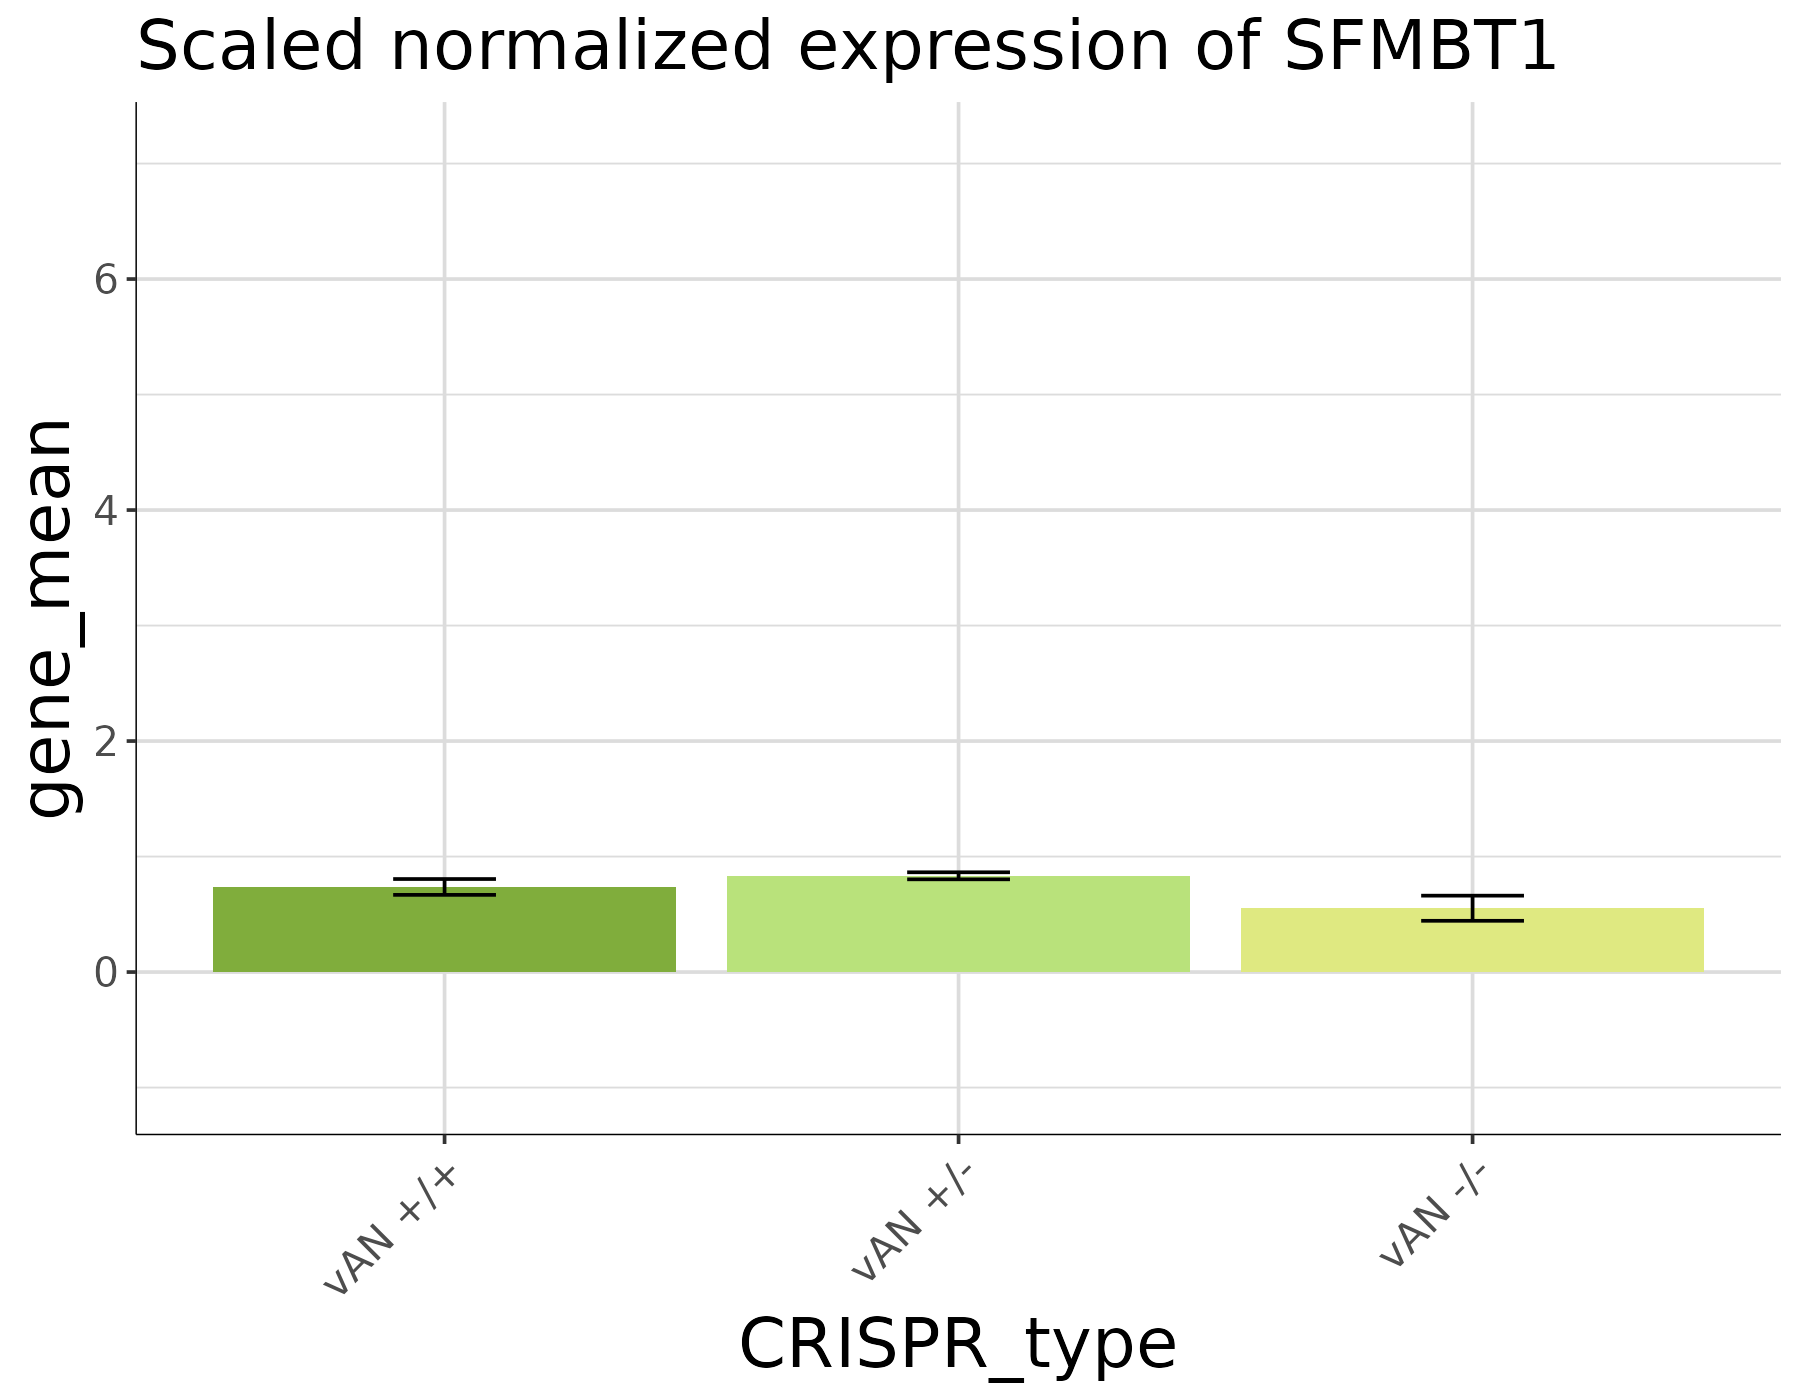 Scaled normalized expression of SFMBT1
gene_mean
6
4
2
0
vAN +/+
vAN +/-
vAN -/-
CRISPR_type